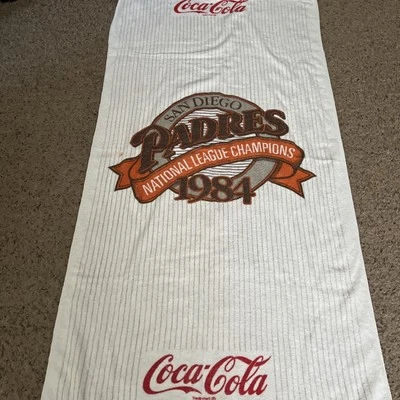 Coca-Cola
SAN DIEGO
PADRES
NATIONAL LEAGUE CHAMPIONS
1984
Coca-Cola